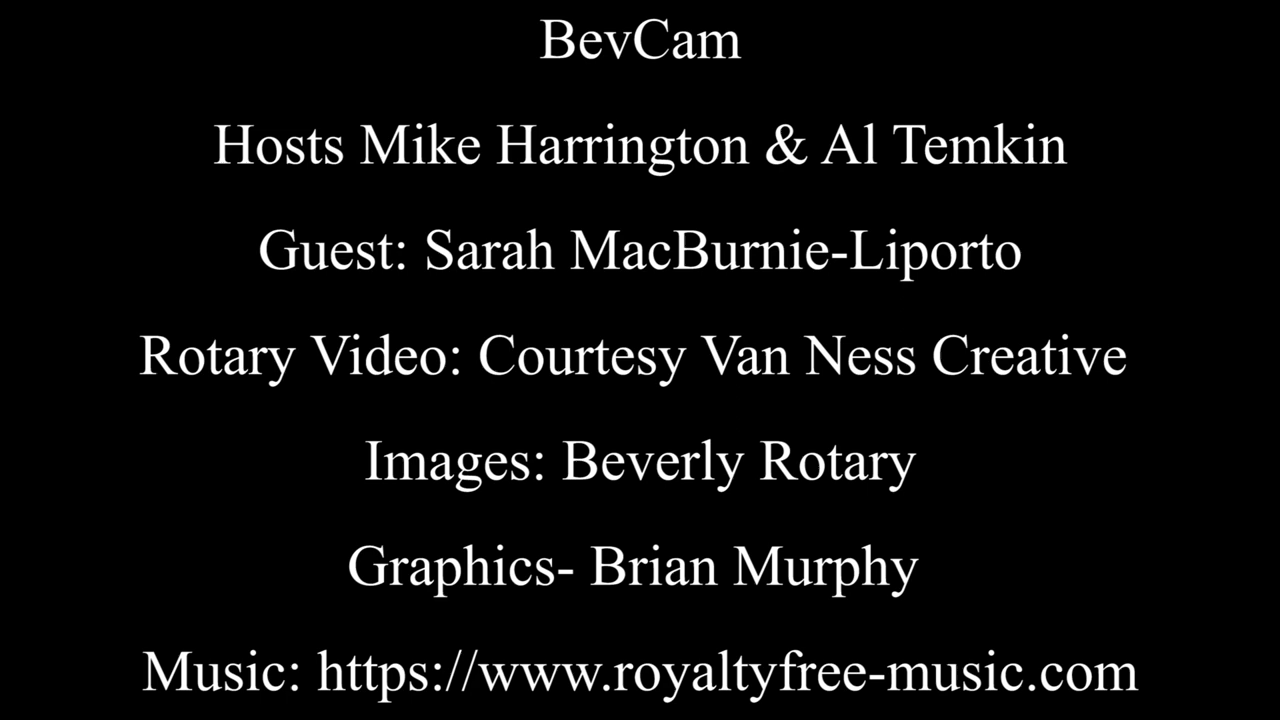 BevCam
Hosts Mike Harrington & Al Temkin
Guest: Sarah MacBurnie-Liporto
Rotary Video: Courtesy Van Ness Creative
Images: Beverly Rotary
Graphics- Brian Murphy
Music: https://www.royaltyfree-music.com